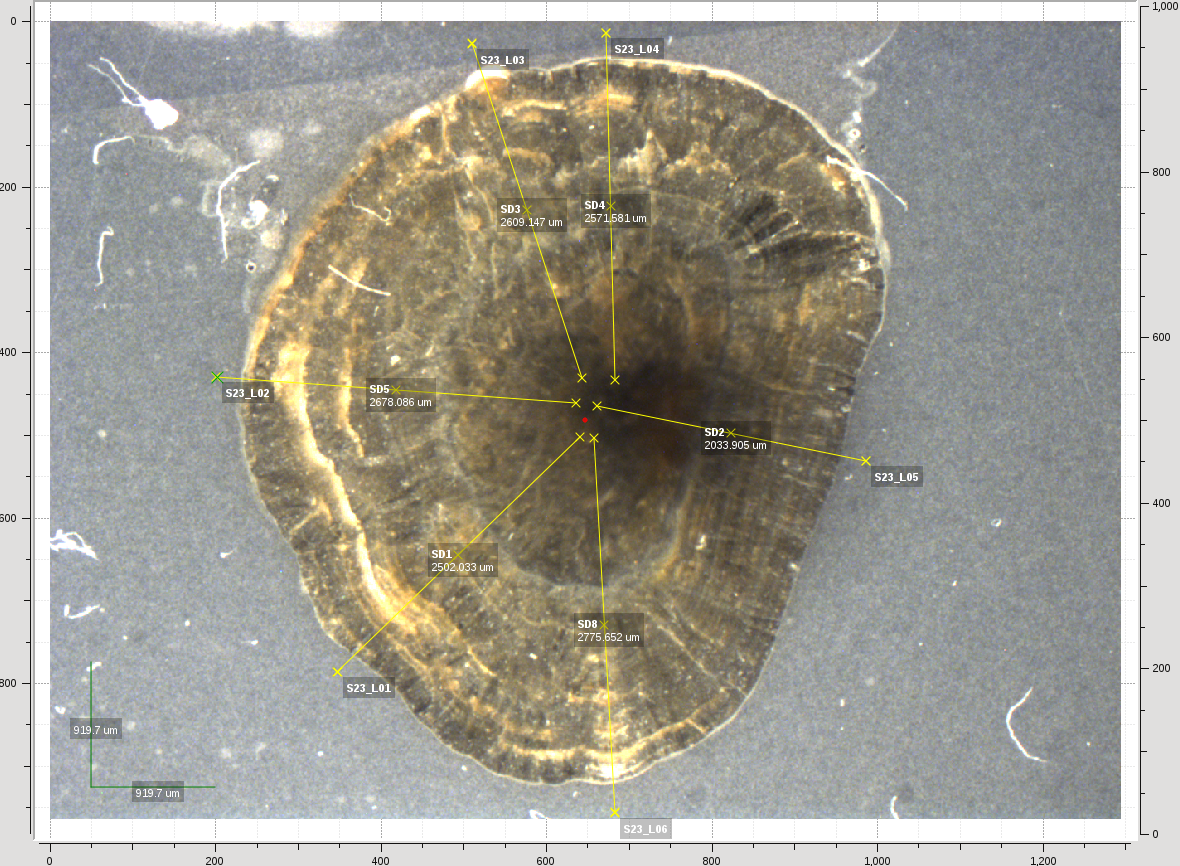 0
1,000
S23_L03
S23_L04
200
800
SD3
2609.147 um
SD4
2571.581 um
600
400
S23_L02
SD5
2678.086 um
SD2
2033.905 um
S23_L05
400
600
SD1
2502.033 um
SD8
2775.652 um
S23_L01
200
800
919.7 um
919.7 um
S23_L06
0
0
200
400
600
800
1,000
1,200